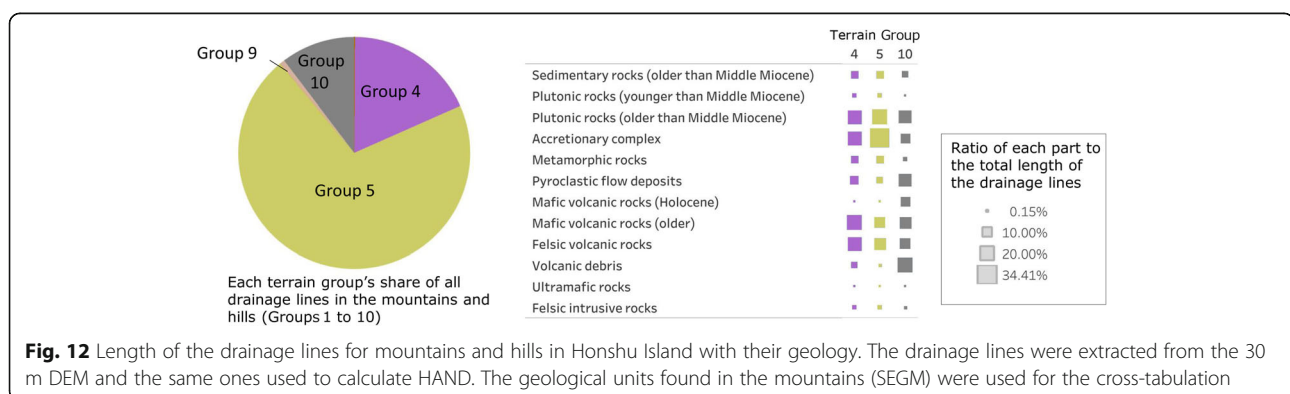 Group 9
Group
10
Group 4
Group 5
Each terrain group's share of all
drainage lines in the mountains and
hills (Groups 1 to 10)
Terrain Group
4 5 10
Sedimentary rocks (older than Middle Miocene)
Plutonic rocks (younger than Middle Miocene)
Plutonic rocks (older than Middle Miocene)
Accretionary complex
Metamorphic rocks
Pyroclastic flow deposits
Mafic volcanic rocks (Holocene)
Mafic volcanic rocks (older)
Felsic volcanic rocks
Volcanic debris
Ultramafic rocks
Felsic intrusive rocks
Ratio of each part to
the total length of
the drainage lines
0.15%
10.00%
20.00%
34.41%
Fig. 12 Length of the drainage lines for mountains and hills in Honshu Island with their geology. The drainage lines were extracted from the 30
m DEM and the same ones used to calculate HAND. The geological units found in the mountains (SEGM) were used for the cross-tabulation